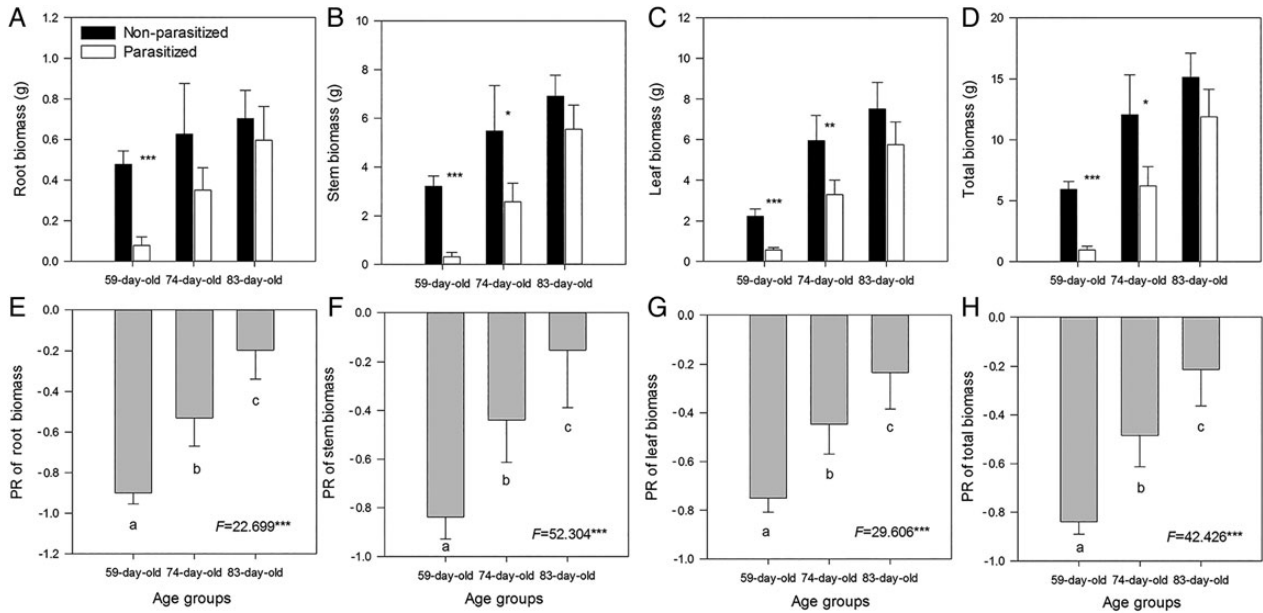 A
Root biomass (g)
1.2
1.0
0.8
0.6
0.4
0.2
0.0
Non-parasitized
Parasitized
***
59-day-old 74-day-old 83-day-old
B
Stem biomass (g)
10
8
6
4
2
0
***
*
59-day-old 74-day-old 83-day-old
C
Leaf biomass (g)
12
10
8
6
4
2
0
***
**
59-day-old 74-day-old 83-day-old
D
Total biomass (g)
20
15
10
5
0
***
*
59-day-old 74-day-old 83-day-old
E
PR of root biomass
0.0
-0.2
-0.4
-0.6
-0.8
-1.0
-1.2
a
b
c
F=22.699***
59-day-old 74-day-old 83-day-old
Age groups
F
PR of stem biomass
0.0
-0.2
-0.4
-0.6
-0.8
-1.0
a
b
c
F=52.304***
59-day-old 74-day-old 83-day-old
Age groups
G
PR of leaf biomass
0.0
-0.2
-0.4
-0.6
-0.8
-1.0
a
b
c
F=29.606***
59-day-old 74-day-old 83-day-old
Age groups
H
PR of total biomass
0.0
-0.2
-0.4
-0.6
-0.8
-1.0
a
b
c
F=42.426***
59-day-old 74-day-old 83-day-old
Age groups